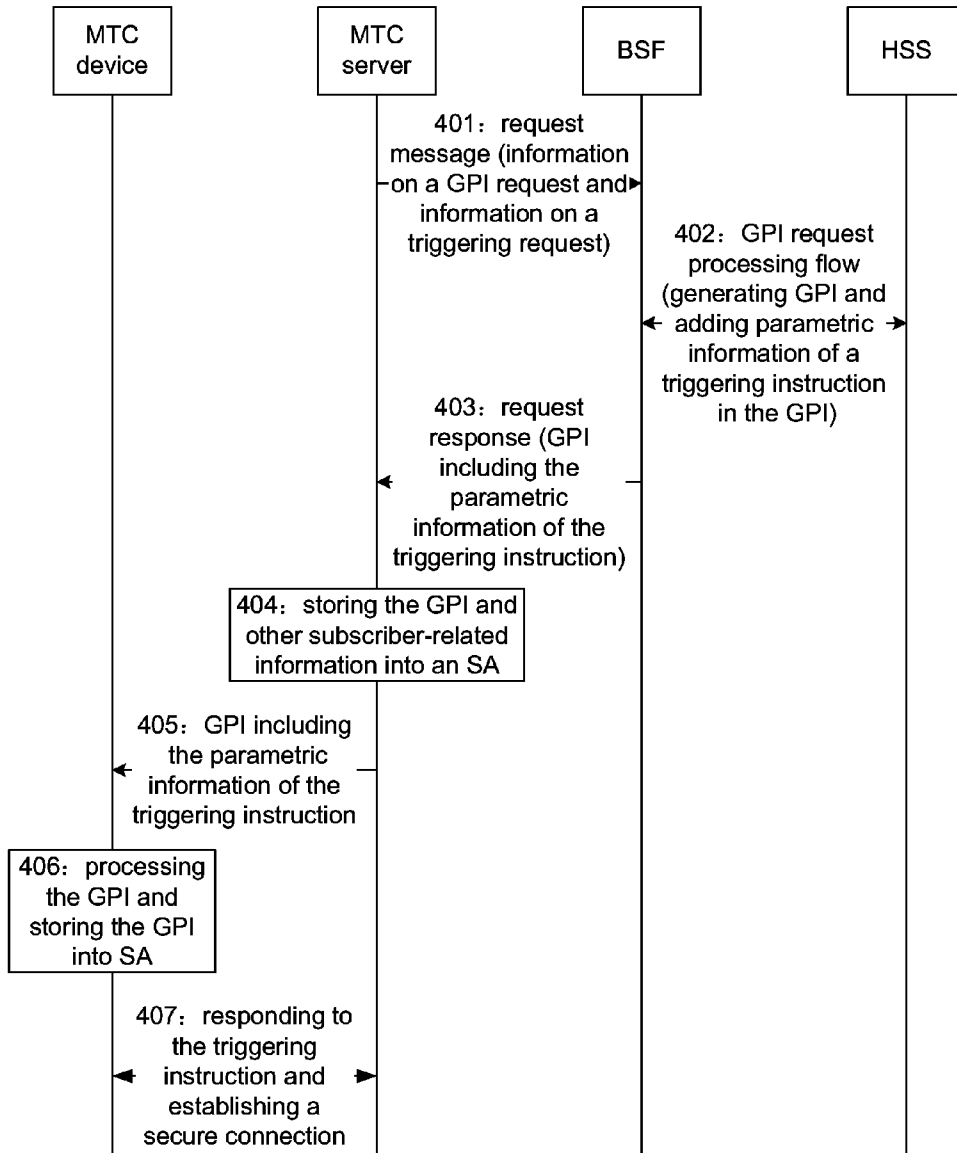 MTC
device
MTC
server
BSF
HSS
401：request
message (information
on a GPI request and
information on a
triggering request)
402：GPI request
processing flow
(generating GPI and
adding parametric
information of a
triggering instruction
in the GPI)
403：request
response (GPI
including the
parametric
information of the
triggering instruction)
404：storing the GPI and
other subscriber-related
information into an SA
405：GPI including
the parametric
information of the
triggering instruction
406：processing
the GPI and
storing the GPI
into SA
407：responding to
the triggering
instruction and
establishing a
secure connection